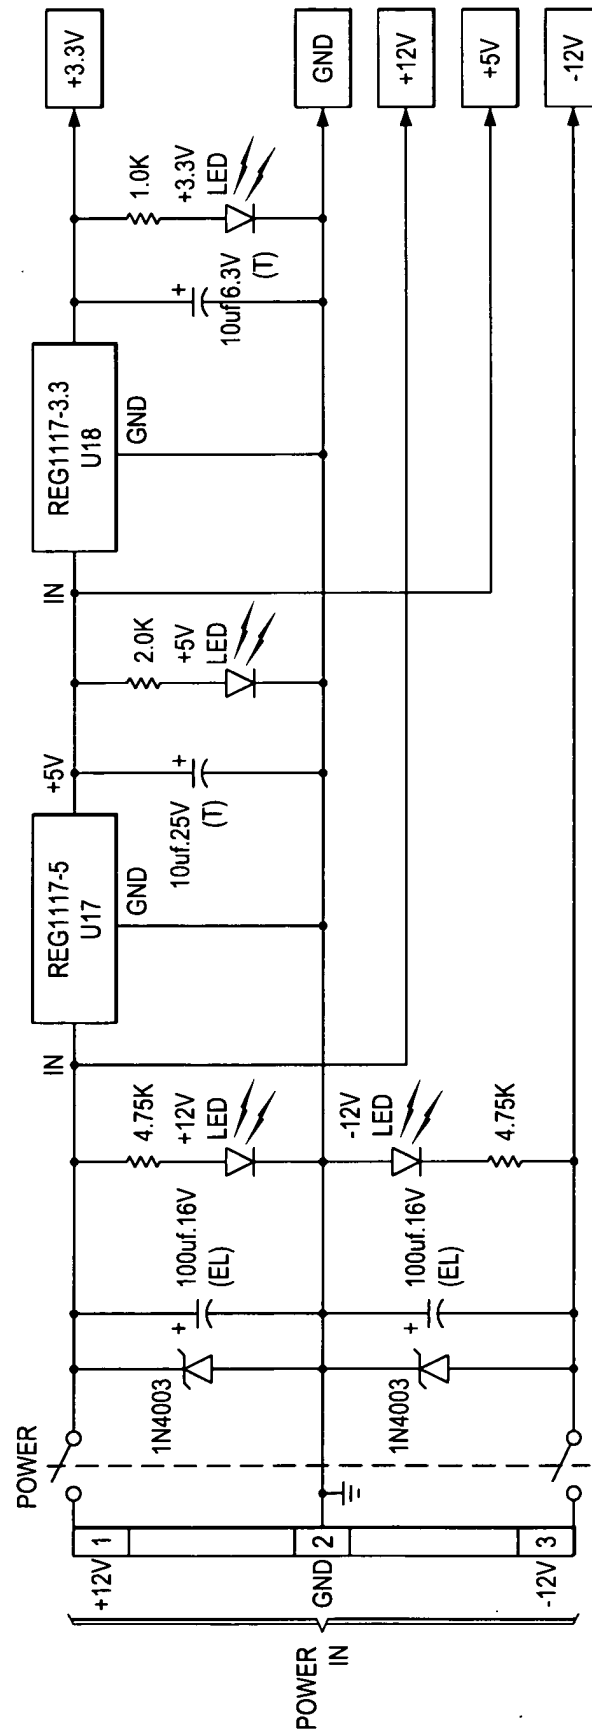 POWER
IN
+12V
1
GND
2
-12V
3
POWER
1N4003
1N4003
+
100uf.16V
(EL)
+
100uf.16V
(EL)
4.75K
+12V
LED
-12V
LED
4.75K
IN
REG1117-5
U17
GND
+5V
+
10uf.25V
(T)
2.0K
+5V
LED
IN
REG1117-3.3
U18
GND
+
10uf6.3V
(T)
1.0K
+3.3V
LED
+3.3V
GND
+12V
+5V
-12V